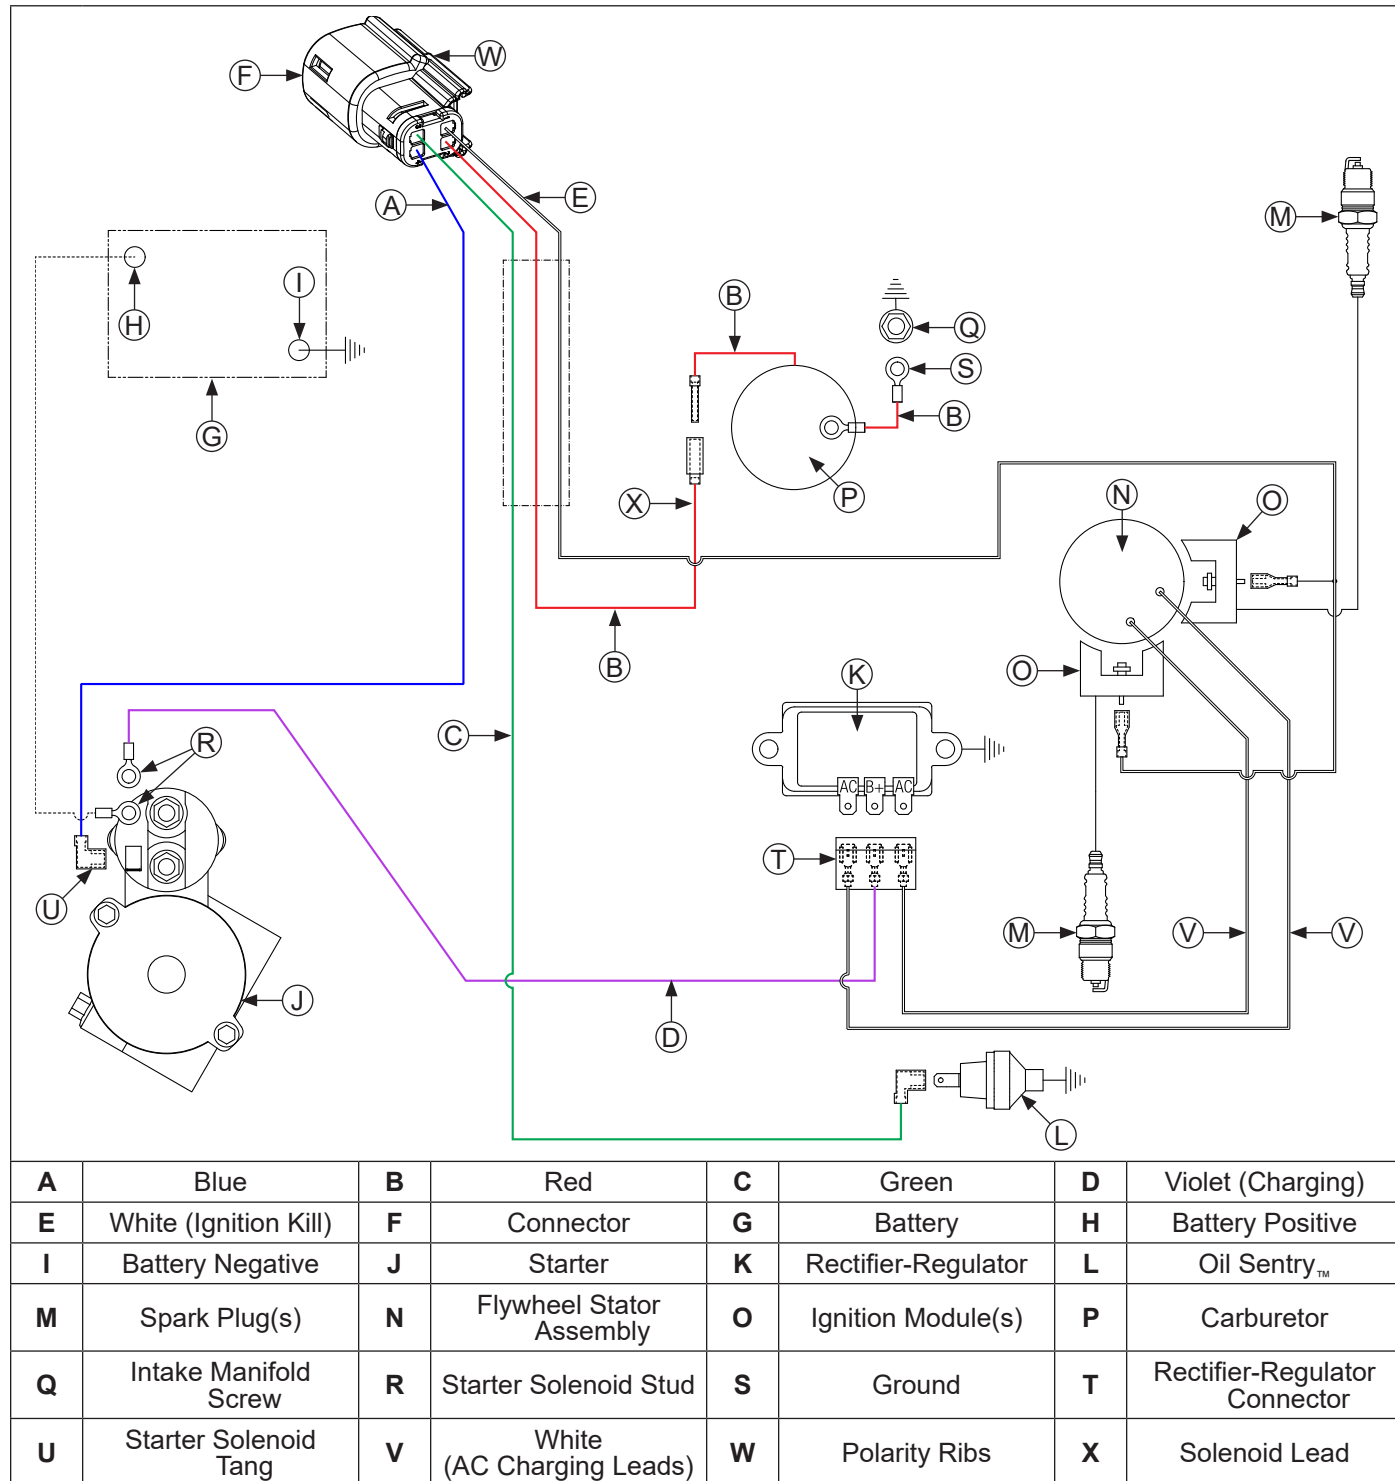 F
W
A
E
M
H
I
B
Q
S
B
G
X
P
N
O
B
O
K
C
R
AC B+ AC
T
U
M
V
V
J
D
L
A Blue B Red C Green D Violet (Charging)
E White (Ignition Kill) F Connector G Battery H Battery Positive
I Battery Negative J Starter K Rectifier-Regulator L Oil Sentry™
M Spark Plug(s) N Flywheel Stator Assembly O Ignition Module(s) P Carburetor
Q Intake Manifold Screw R Starter Solenoid Stud S Ground T Rectifier-Regulator Connector
U Starter Solenoid Tang V White (AC Charging Leads) W Polarity Ribs X Solenoid Lead